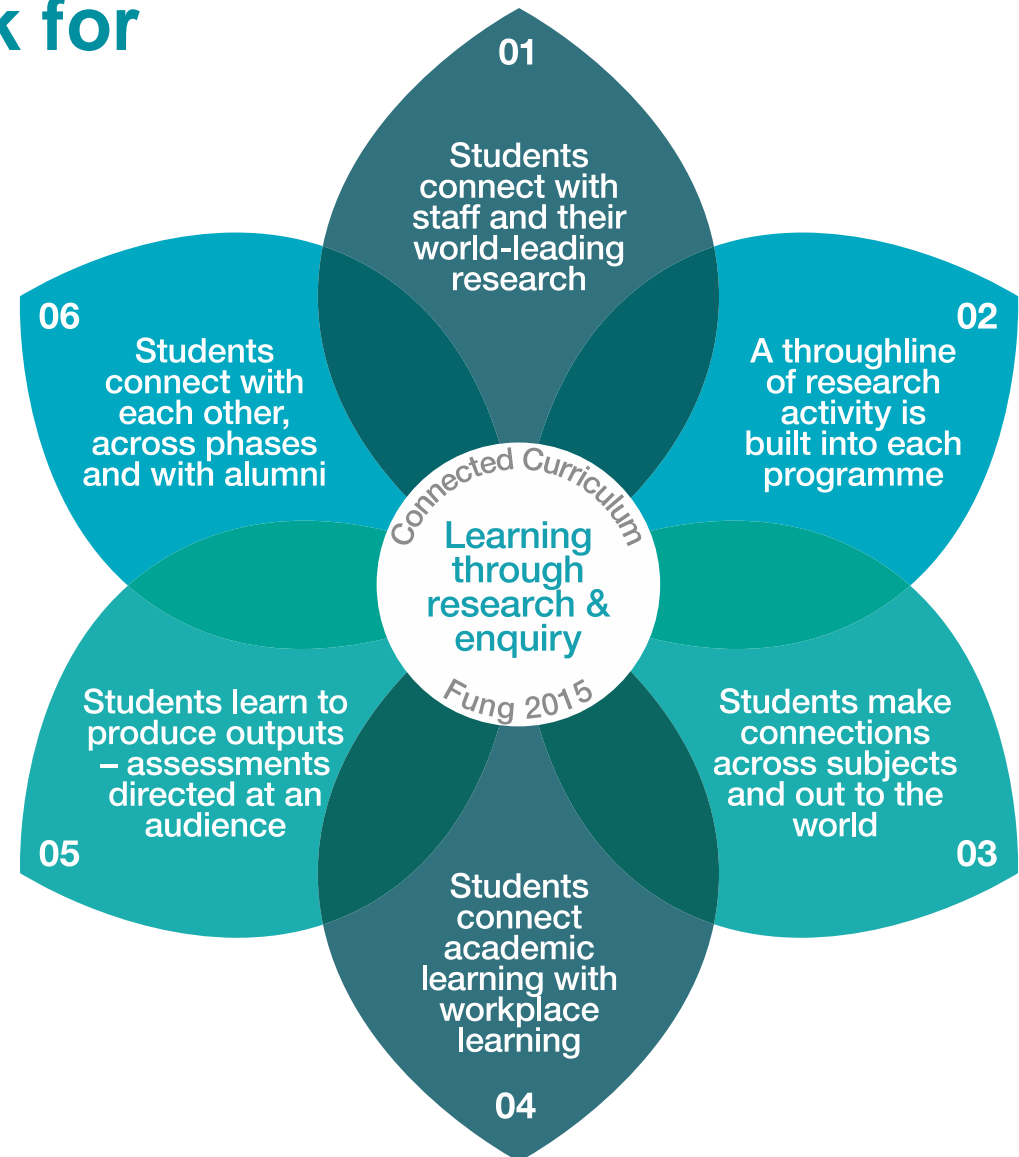 k for
01
Students
connect with
staff and their
world-leading
research
02
A throughline
of research
activity is
built into each
programme
03
Students make
connections
across subjects
and out to the
world
04
Students
connect
academic
learning with
workplace
learning
05
Students learn to
produce outputs
– assessments
directed at an
audience
06
Students
connect with
each other,
across phases
and with alumni
Connected Curriculum
Learning
through
research &
enquiry
Fung 2015